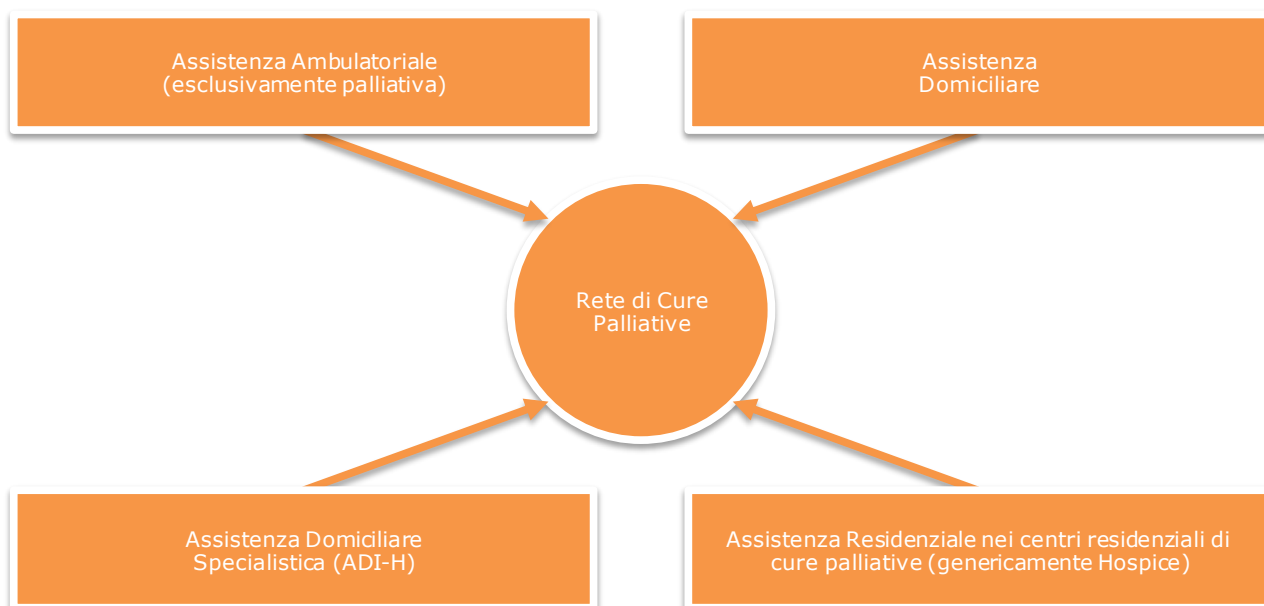 Assistenza Ambulatoriale
(esclusivamente palliativa)
Assistenza
Domiciliare
Rete di Cure
Palliative
Assistenza Domiciliare
Specialistica (ADI-H)
Assistenza Residenziale nei centri residenziali di
cure palliative (genericamente Hospice)